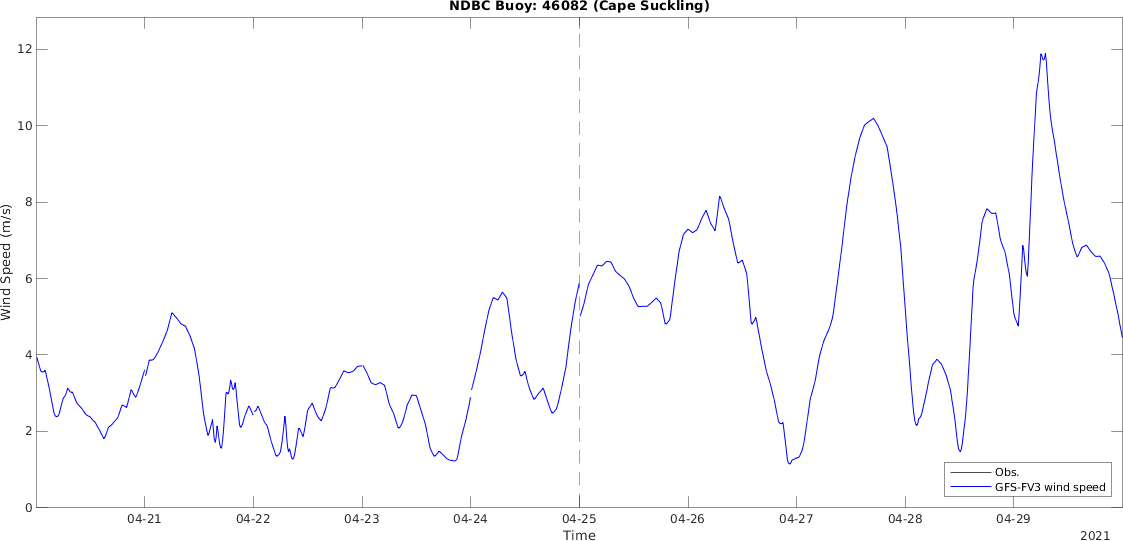 NDBC Buoy: 46082 (Cape Suckling)
Wind Speed (m/s)
12
10
8
6
4
2
0
04-21 04-22 04-23 04-24 04-25 04-26 04-27 04-28 04-29
Time
2021
Obs.
GFS-FV3 wind speed